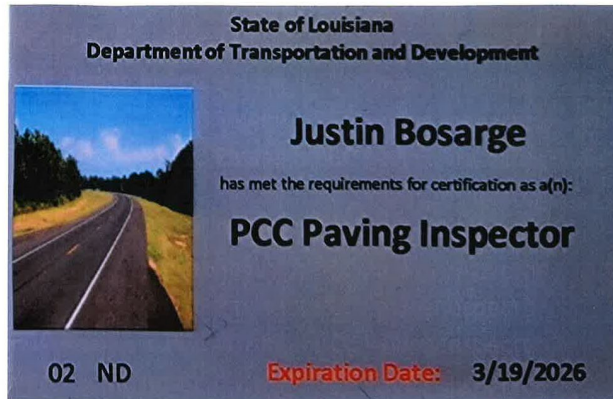 State of Louisiana
Department of Transportation and Development
Justin Bosarge
has met the requirements for certification as a(n):
PCC Paving Inspector
02 ND
Expiration Date: 3/19/2026